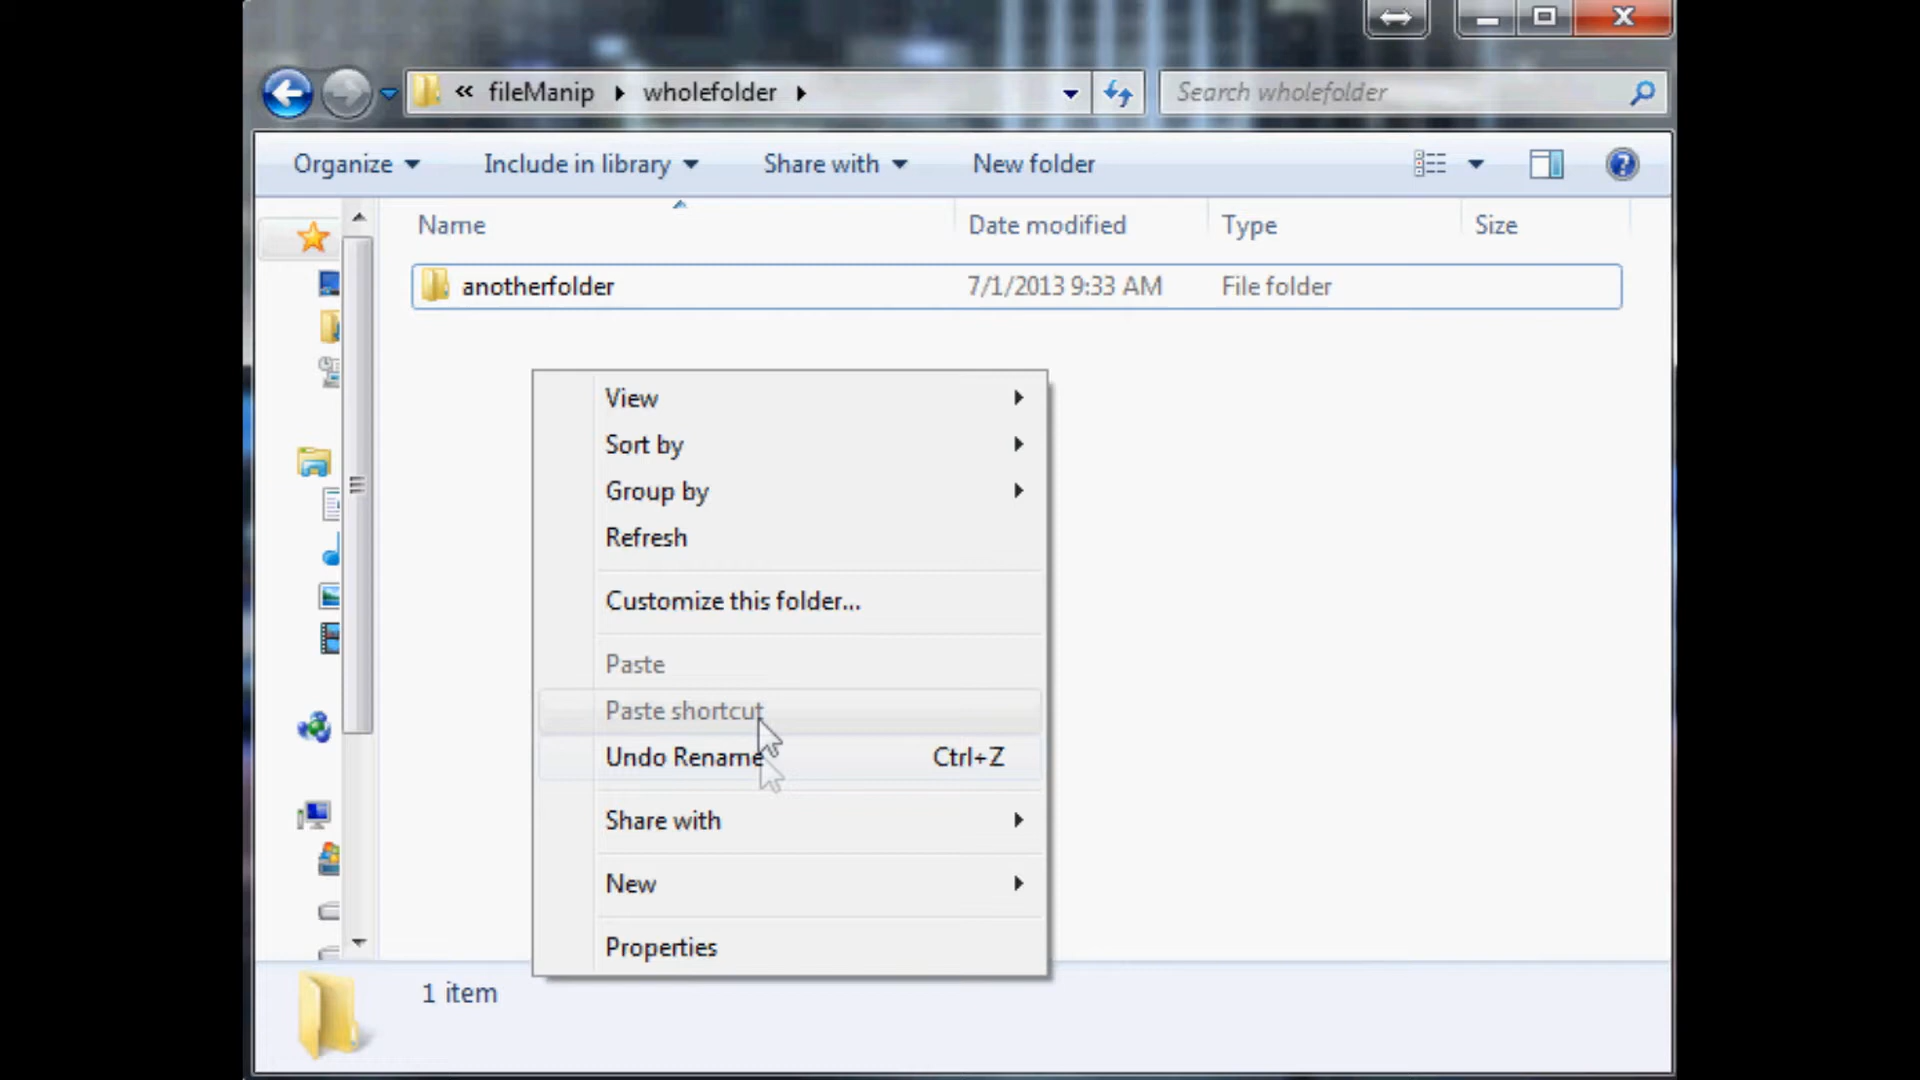 « fileManip wholefolder
Search wholefolder
Organize Include in library Share with New folder
Name Date modified Type Size
anotherfolder 7/1/2013 9:33 AM File folder
View
Sort by
Group by
Refresh
Customize this folder...
Paste
Paste shortcut
Undo Rename Ctrl+Z
Share with
New
Properties
1 item